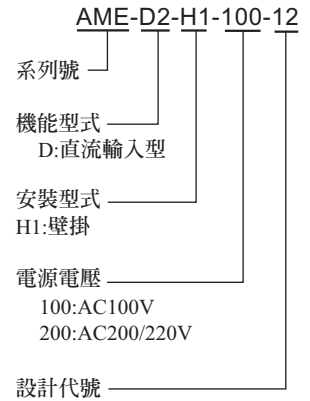 AME-D2-H1-100-12
系列號
機能型式
D:直流輸入型
安裝型式
H1:壁掛
電源電壓
100:AC100V
200:AC200/220V
設計代號